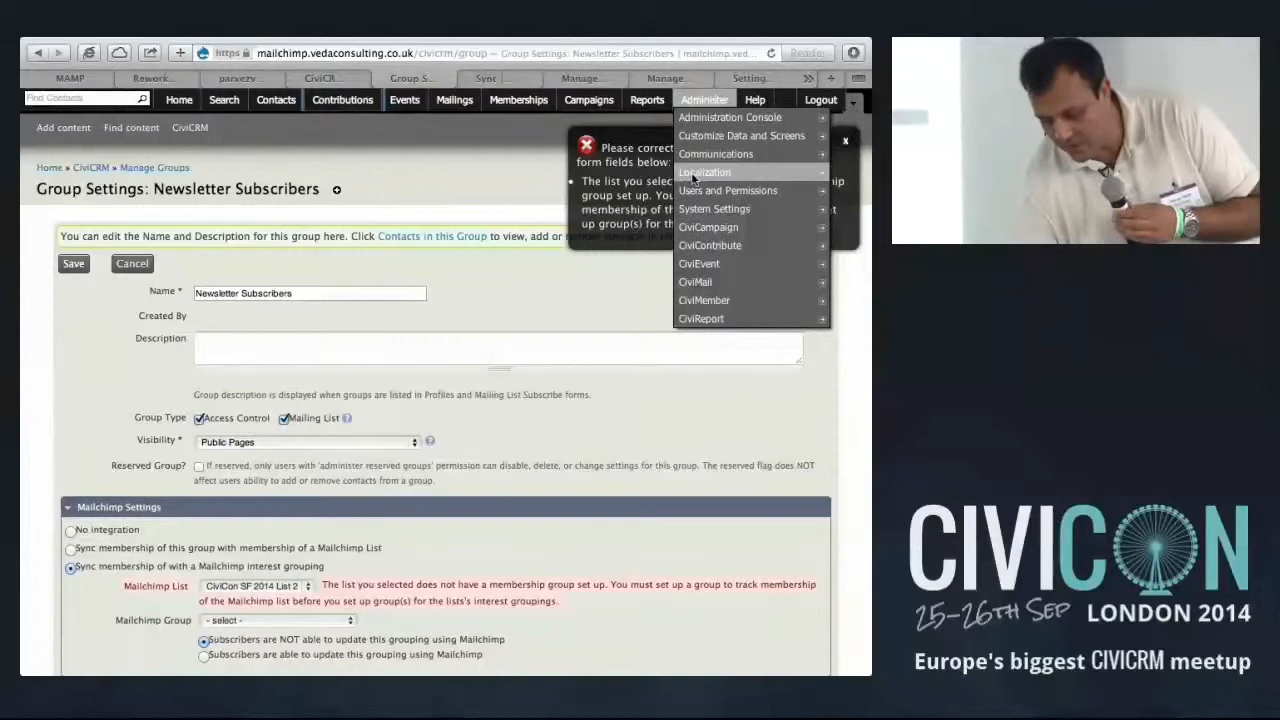 https mailchimp.vedaconsulting.co.uk/civicrm/group — Group Settings: Newsletter Subscribers | mailchimp.ved... Reader
MAMP Rework... parvezv... CiviCR... Group S... Sync Manage... Manage... Setting...
Find Contacts Home Search Contacts Contributions Events Mailings Memberships Campaigns Reports Administer Help Logout
Add content Find content CiviCRM
Administration Console
Customize Data and Screens
Communications
Localization
Users and Permissions
System Settings
CiviCampaign
CiviContribute
CiviEvent
CiviMail
CiviMember
CiviReport
Please correct
form fields below:
The list you selec
group set up. You
membership of the
up group(s) for th
x
Home » CiviCRM » Manage Groups
Group Settings: Newsletter Subscribers
You can edit the Name and Description for this group here. Click Contacts in this Group to view, add or
Save Cancel
Name * Newsletter Subscribers
Created By
Description
Group description is displayed when groups are listed in Profiles and Mailing List Subscribe forms.
Group Type Access Control Mailing List
Visibility * Public Pages
Reserved Group? If reserved, only users with 'administer reserved groups' permission can disable, delete, or change settings for this group. The reserved flag does NOT
affect users ability to add or remove contacts from a group.
Mailchimp Settings
No integration
Sync membership of this group with membership of a Mailchimp List
Sync membership of with a Mailchimp interest grouping
Mailchimp List CiviCon SF 2014 List 2 The list you selected does not have a membership group set up. You must set up a group to track membership
of the Mailchimp list before you set up group(s) for the lists's interest groupings.
Mailchimp Group - select -
Subscribers are NOT able to update this grouping using Mailchimp
Subscribers are able to update this grouping using Mailchimp
CIVICON
25-26TH SEP LONDON 2014
Europe's biggest CIVICRM meetup